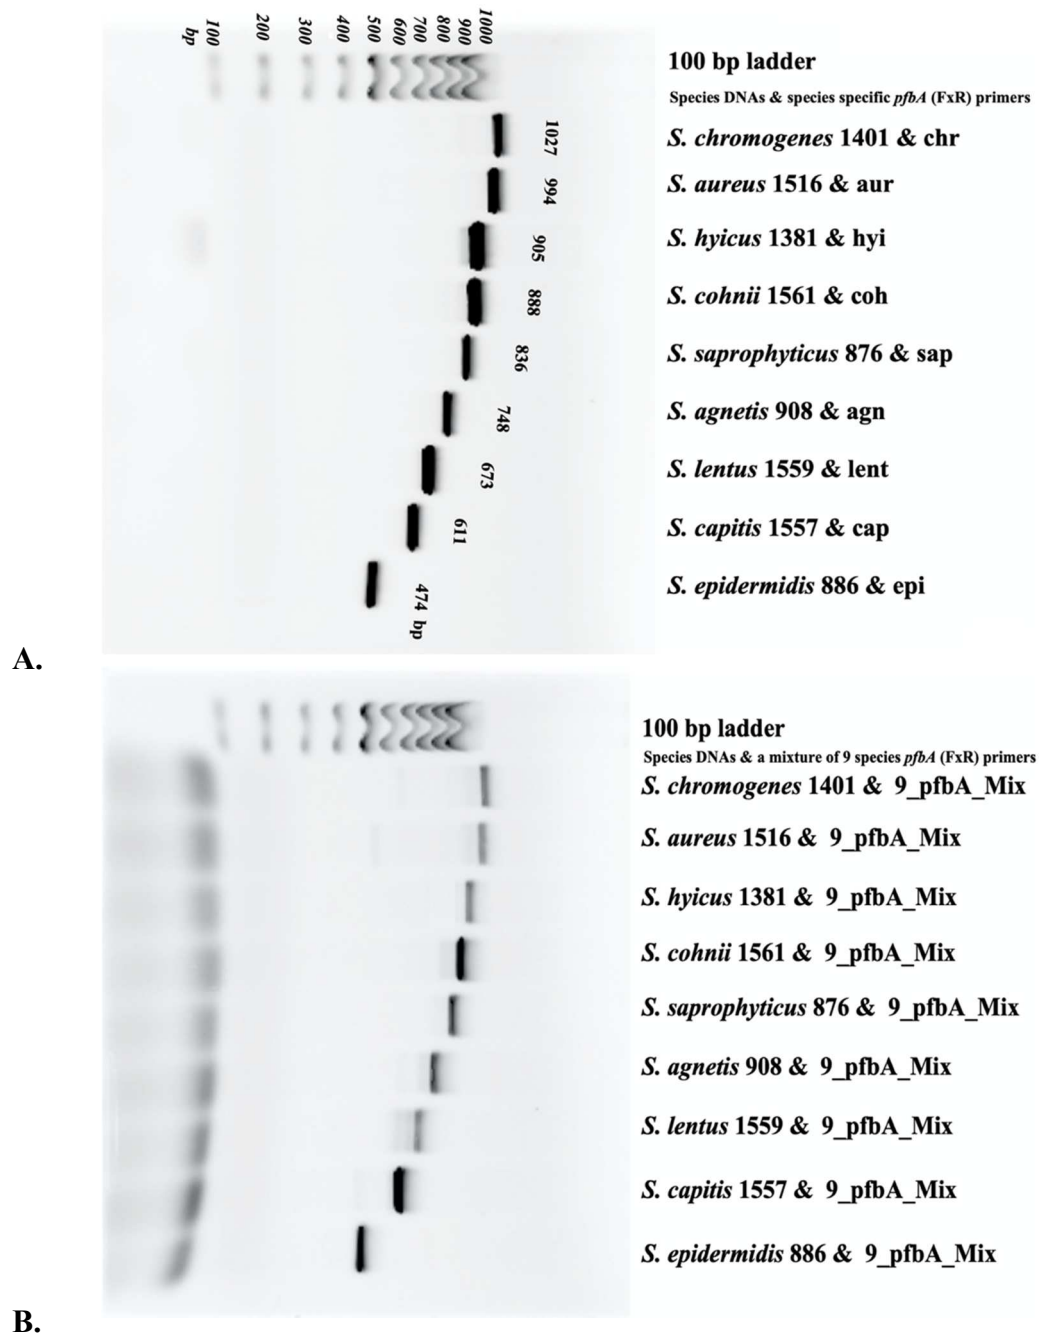 bp 100 200 300 400 500 600 700 800 900 1000
100 bp ladder
Species DNAs & species specific pfbA (FxR) primers
1027
S. chromogenes 1401 & chr
994
S. aureus 1516 & aur
905
S. hyicus 1381 & hyi
888
S. cohnii 1561 & coh
836
S. saprophyticus 876 & sap
748
S. agnetis 908 & agn
673
S. lentus 1559 & lent
611
S. capitis 1557 & cap
474 bp
S. epidermidis 886 & epi
A.
100 bp ladder
Species DNAs & a mixture of 9 species pfbA (FxR) primers
S. chromogenes 1401 & 9_pfbA_Mix
S. aureus 1516 & 9_pfbA_Mix
S. hyicus 1381 & 9_pfbA_Mix
S. cohnii 1561 & 9_pfbA_Mix
S. saprophyticus 876 & 9_pfbA_Mix
S. agnetis 908 & 9_pfbA_Mix
S. lentus 1559 & 9_pfbA_Mix
S. capitis 1557 & 9_pfbA_Mix
S. epidermidis 886 & 9_pfbA_Mix
B.